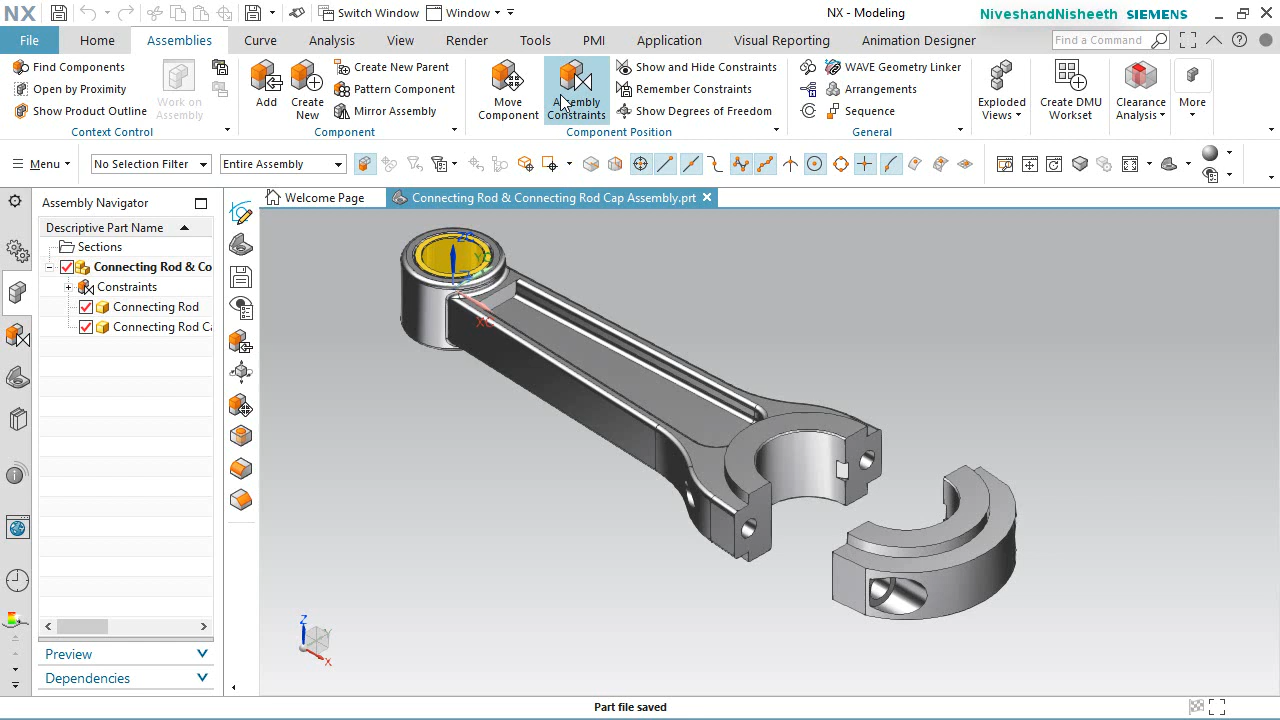 NX
Switch Window
Window
NX - Modeling
NiveshandNisheeth SIEMENS
File
Home
Assemblies
Curve
Analysis
View
Render
Tools
PMI
Application
Visual Reporting
Animation Designer
Find a Command
Find Components
Open by Proximity
Show Product Outline
Work on Assembly
Context Control
Add
Create New
Create New Parent
Pattern Component
Mirror Assembly
Component
Move Component
Assembly Constraints
Show and Hide Constraints
Remember Constraints
Show Degrees of Freedom
Component Position
WAVE Geometry Linker
Arrangements
Sequence
General
Exploded Views
Create DMU Workset
Clearance Analysis
More
Menu
No Selection Filter
Entire Assembly
Assembly Navigator
Welcome Page
Connecting Rod & Connecting Rod Cap Assembly.prt
Descriptive Part Name
Sections
Connecting Rod & Co
Constraints
Connecting Rod
Connecting Rod Ca
Preview
Dependencies
ZC
YC
XC
Z
Y
X
Part file saved